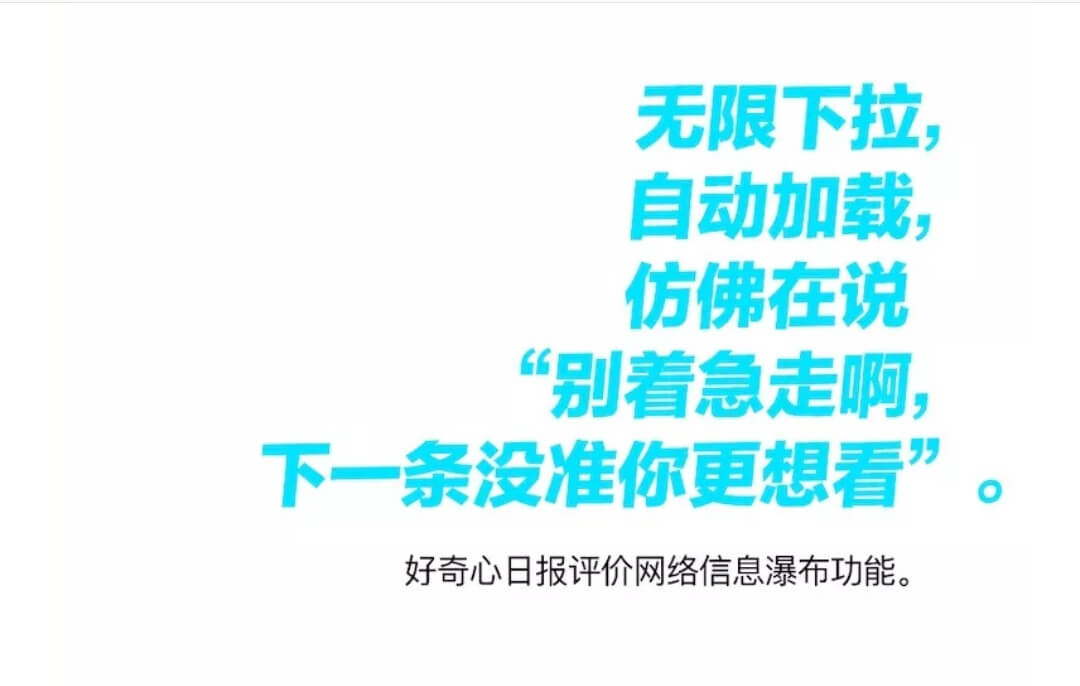 无限下拉，
自动加载，
仿佛在说
“别着急走啊，
下一条没准你更想看”。
好奇心日报评价网络信息瀑布功能。